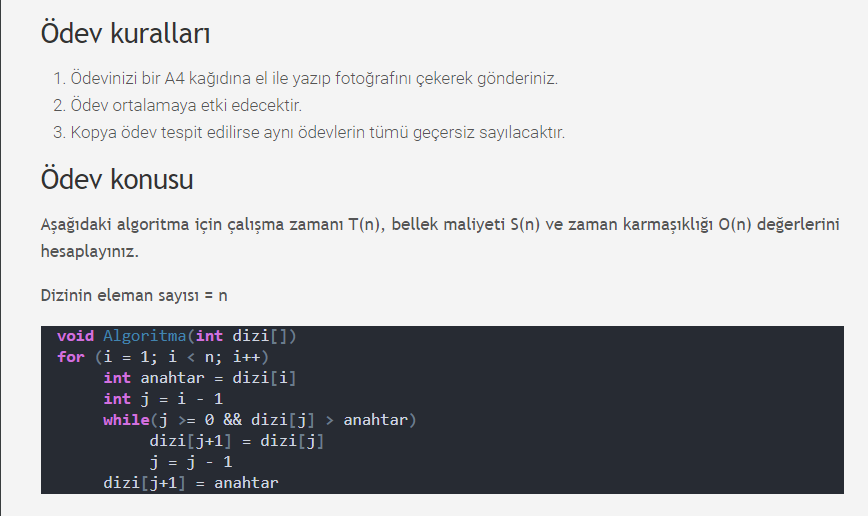 Ödev kuralları
1. Ödevinizi bir A4 kağıdına el ile yazıp fotoğrafını çekerek gönderiniz.
2. Ödev ortalamaya etki edecektir.
3. Kopya ödev tespit edilirse aynı ödevlerin tümü geçersiz sayılacaktır.
Ödev konusu
Aşağıdaki algoritma için çalışma zamanı T(n), bellek maliyeti S(n) ve zaman karmaşıklığı O(n) değerlerini
hesaplayınız.
Dizinin eleman sayısı = n
void Algoritma(int dizi[])
for (i = 1; i < n; i++)
     int anahtar = dizi[i]
     int j = i - 1
     while(j >= 0 && dizi[j] > anahtar)
          dizi[j+1] = dizi[j]
          j = j - 1
     dizi[j+1] = anahtar